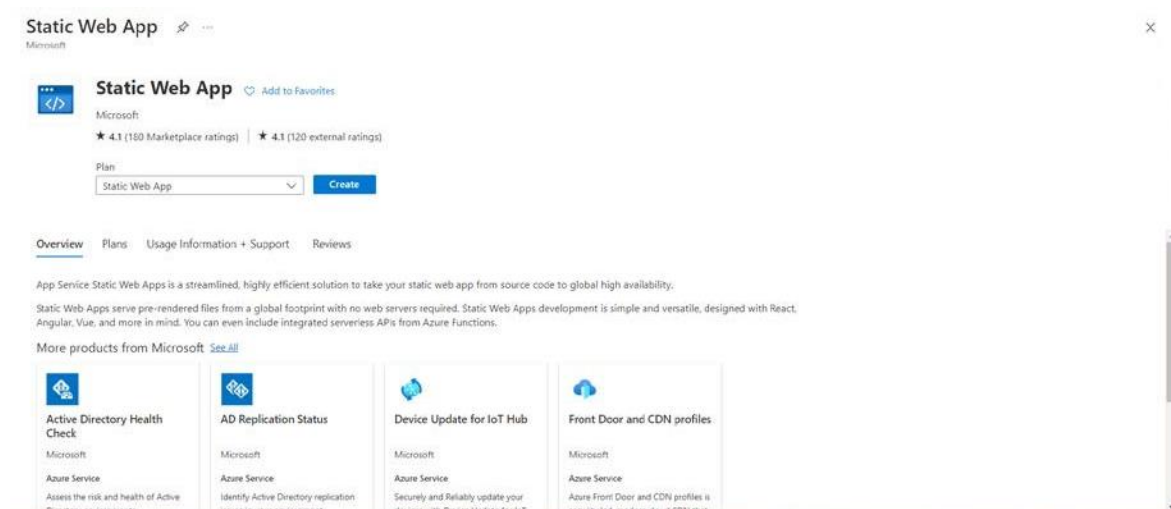 Static Web App
Microsoft
Static Web App Add to Favorites
Microsoft
★ 4.1 (180 Marketplace ratings) | ★ 4.1 (120 external ratings)
Plan
Static Web App Create
Overview Plans Usage Information + Support Reviews
App Service Static Web Apps is a streamlined, highly efficient solution to take your static web app from source code to global high availability.
Static Web Apps serve pre-rendered files from a global footprint with no web servers required. Static Web Apps development is simple and versatile, designed with React,
Angular, Vue, and more in mind. You can even include integrated serverless APIs from Azure Functions.
More products from Microsoft See All
Active Directory Health
Check
Microsoft
Azure Service
Assess the risk and health of Active
AD Replication Status
Microsoft
Azure Service
Identify Active Directory replication
Device Update for IoT Hub
Microsoft
Azure Service
Securely and Reliably update your
Front Door and CDN profiles
Microsoft
Azure Service
Azure Front Door and CDN profiles is